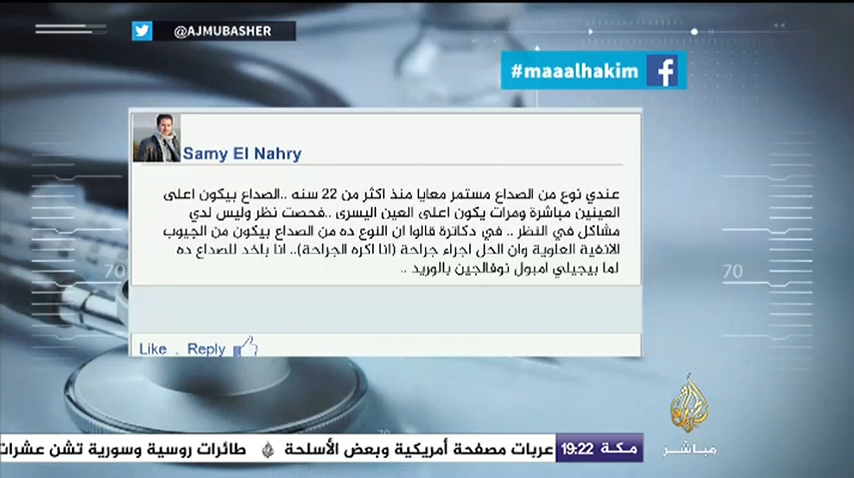 @AJMUBASHER
#maaalhakim
Samy El Nahry
عندي نوع من الصداع مستمر معايا منذ اكثر من 22 سنه ..الصداع بيكون اعلى
العينين مباشرة ومرات يكون اعلى العين اليسرى ..فحصت نظر وليس لدي
مشاكل في النظر .. في دكاترة قالوا ان النوع ده من الصداع بيكون من الجيوب
الانفية العلوية وان الحل اجراء جراحة (انا اكره الجراحة).. انا باخد للصداع ده
لما بيجيلي امبول نوفالجين بالوريد ..
Like . Reply
70
70
70
مباشر
مكة 19:22 عربات مصفحة أمريكية وبعض الأسلحة طائرات روسية وسورية تشن عشرات